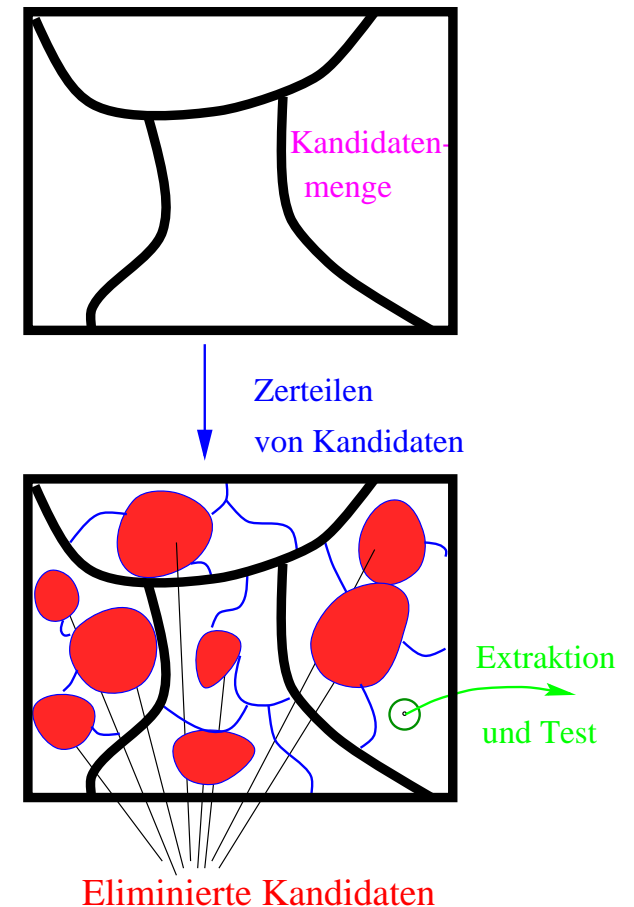 Kandidaten-
menge
Zerteilen
von Kandidaten
Extraktion
und Test
Eliminierte Kandidaten